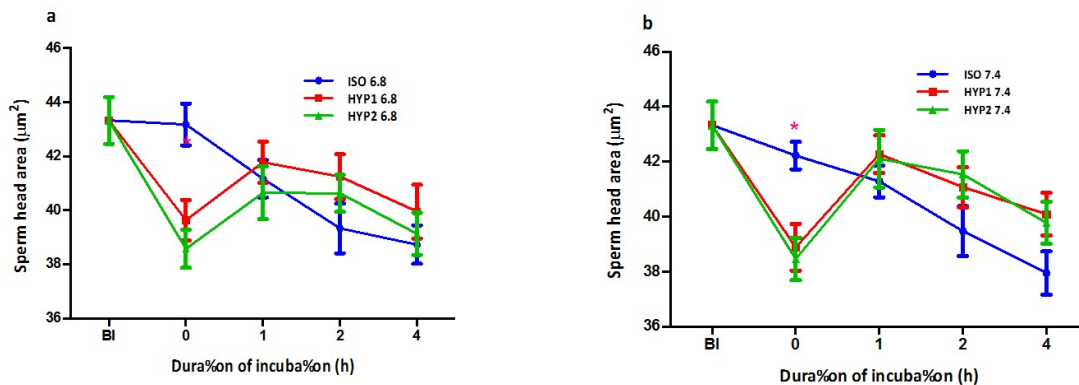 a
46
44
42
40
38
36
Sperm head area (μm²)
ISO 6.8
HYP1 6.8
HYP2 6.8
*
BI 0 1 2 4
Dura%on of incuba%on (h)
b
46
44
42
40
38
36
Sperm head area (μm²)
ISO 7.4
HYP1 7.4
HYP2 7.4
*
BI 0 1 2 4
Dura%on of incuba%on (h)